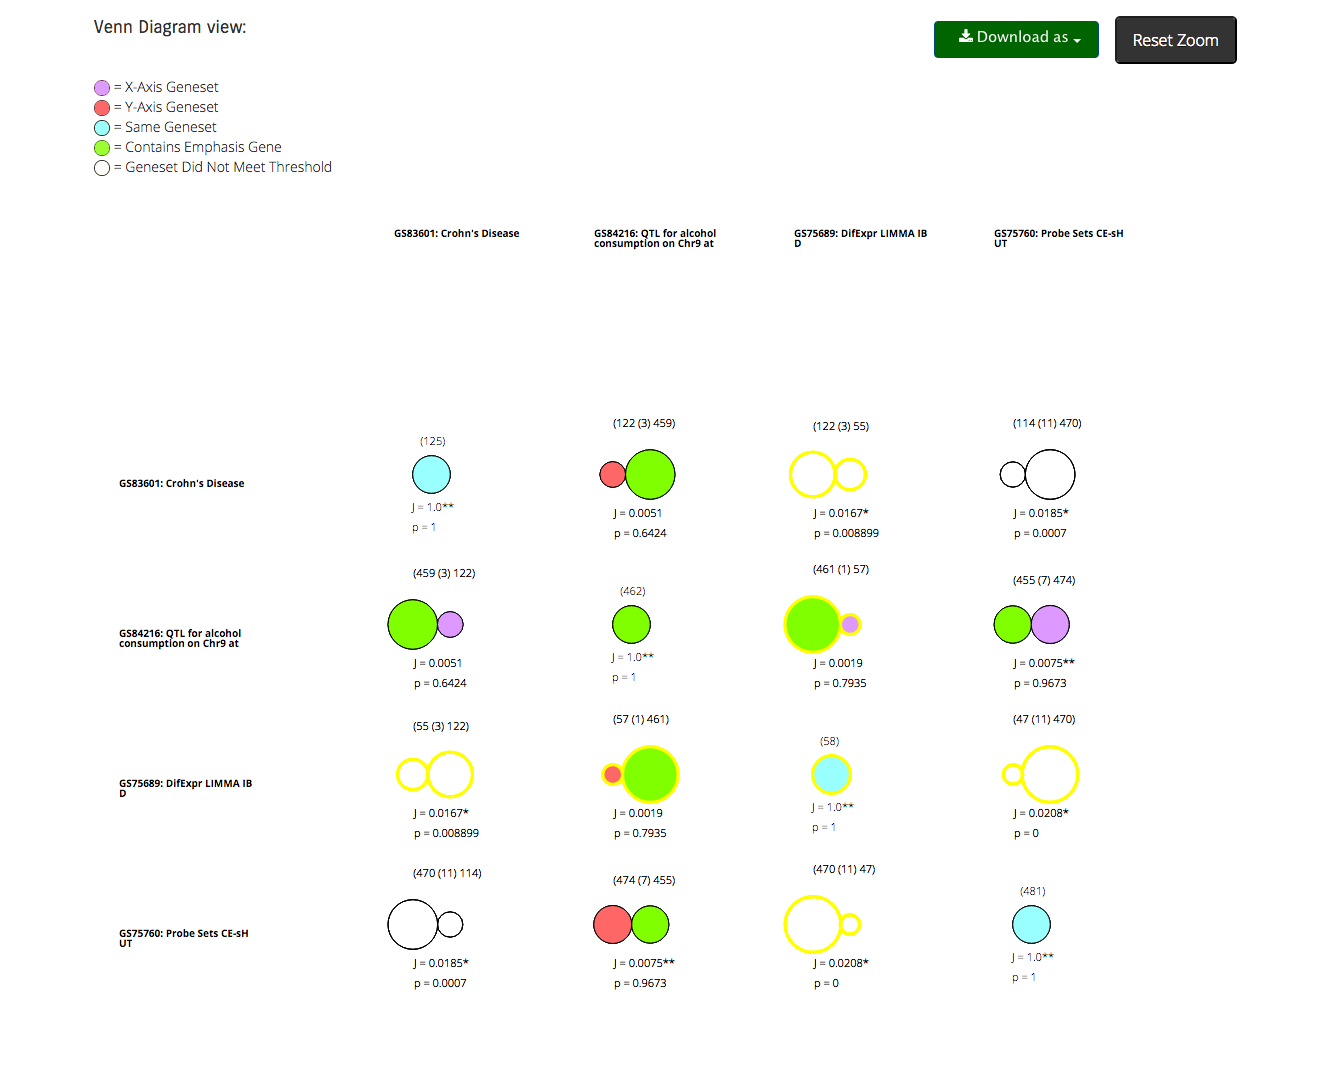 Venn Diagram view:
Download as
Reset Zoom
= X-Axis Geneset
= Y-Axis Geneset
= Same Geneset
= Contains Emphasis Gene
= Geneset Did Not Meet Threshold
GS83601: Crohn's Disease
GS84216: QTL for alcohol
consumption on Chr9 at
GS75689: DifExpr LIMMA IB
D
GS75760: Probe Sets CE-sH
UT
GS83601: Crohn's Disease
(125)
J = 1.0**
p = 1
(122 (3) 459)
J = 0.0051
p = 0.6424
(122 (3) 55)
J = 0.0167*
p = 0.008899
(114 (11) 470)
J = 0.0185*
p = 0.0007
GS84216: QTL for alcohol
consumption on Chr9 at
(459 (3) 122)
J = 0.0051
p = 0.6424
(462)
J = 1.0**
p = 1
(461 (1) 57)
J = 0.0019
p = 0.7935
(455 (7) 474)
J = 0.0075**
p = 0.9673
GS75689: DifExpr LIMMA IB
D
(55 (3) 122)
J = 0.0167*
p = 0.008899
(57 (1) 461)
J = 0.0019
p = 0.7935
(58)
J = 1.0**
p = 1
(47 (11) 470)
J = 0.0208*
p = 0
GS75760: Probe Sets CE-sH
UT
(470 (11) 114)
J = 0.0185*
p = 0.0007
(474 (7) 455)
J = 0.0075**
p = 0.9673
(470 (11) 47)
J = 0.0208*
p = 0
(481)
J = 1.0**
p = 1